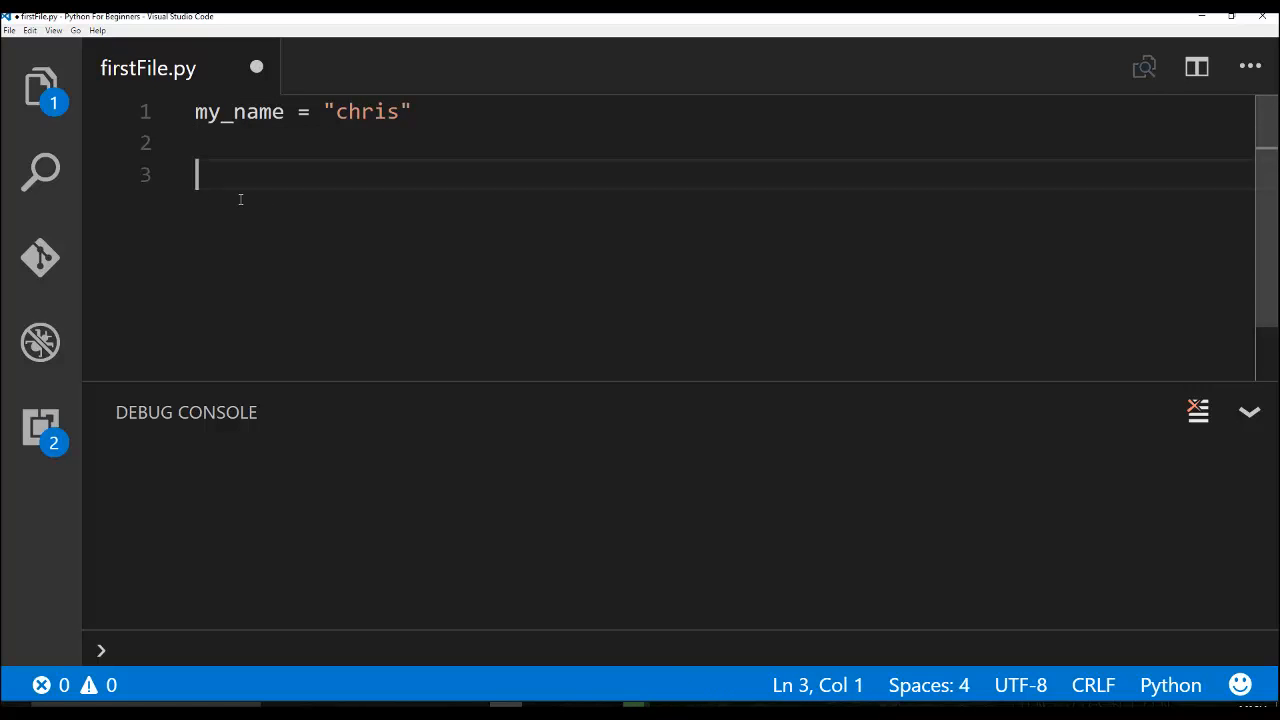 ● firstFile.py - Python For Beginners - Visual Studio Code
File Edit View Go Help
firstFile.py
1 my_name = "chris"
2
3
1
2
DEBUG CONSOLE
0 0 Ln 3, Col 1 Spaces: 4 UTF-8 CRLF Python